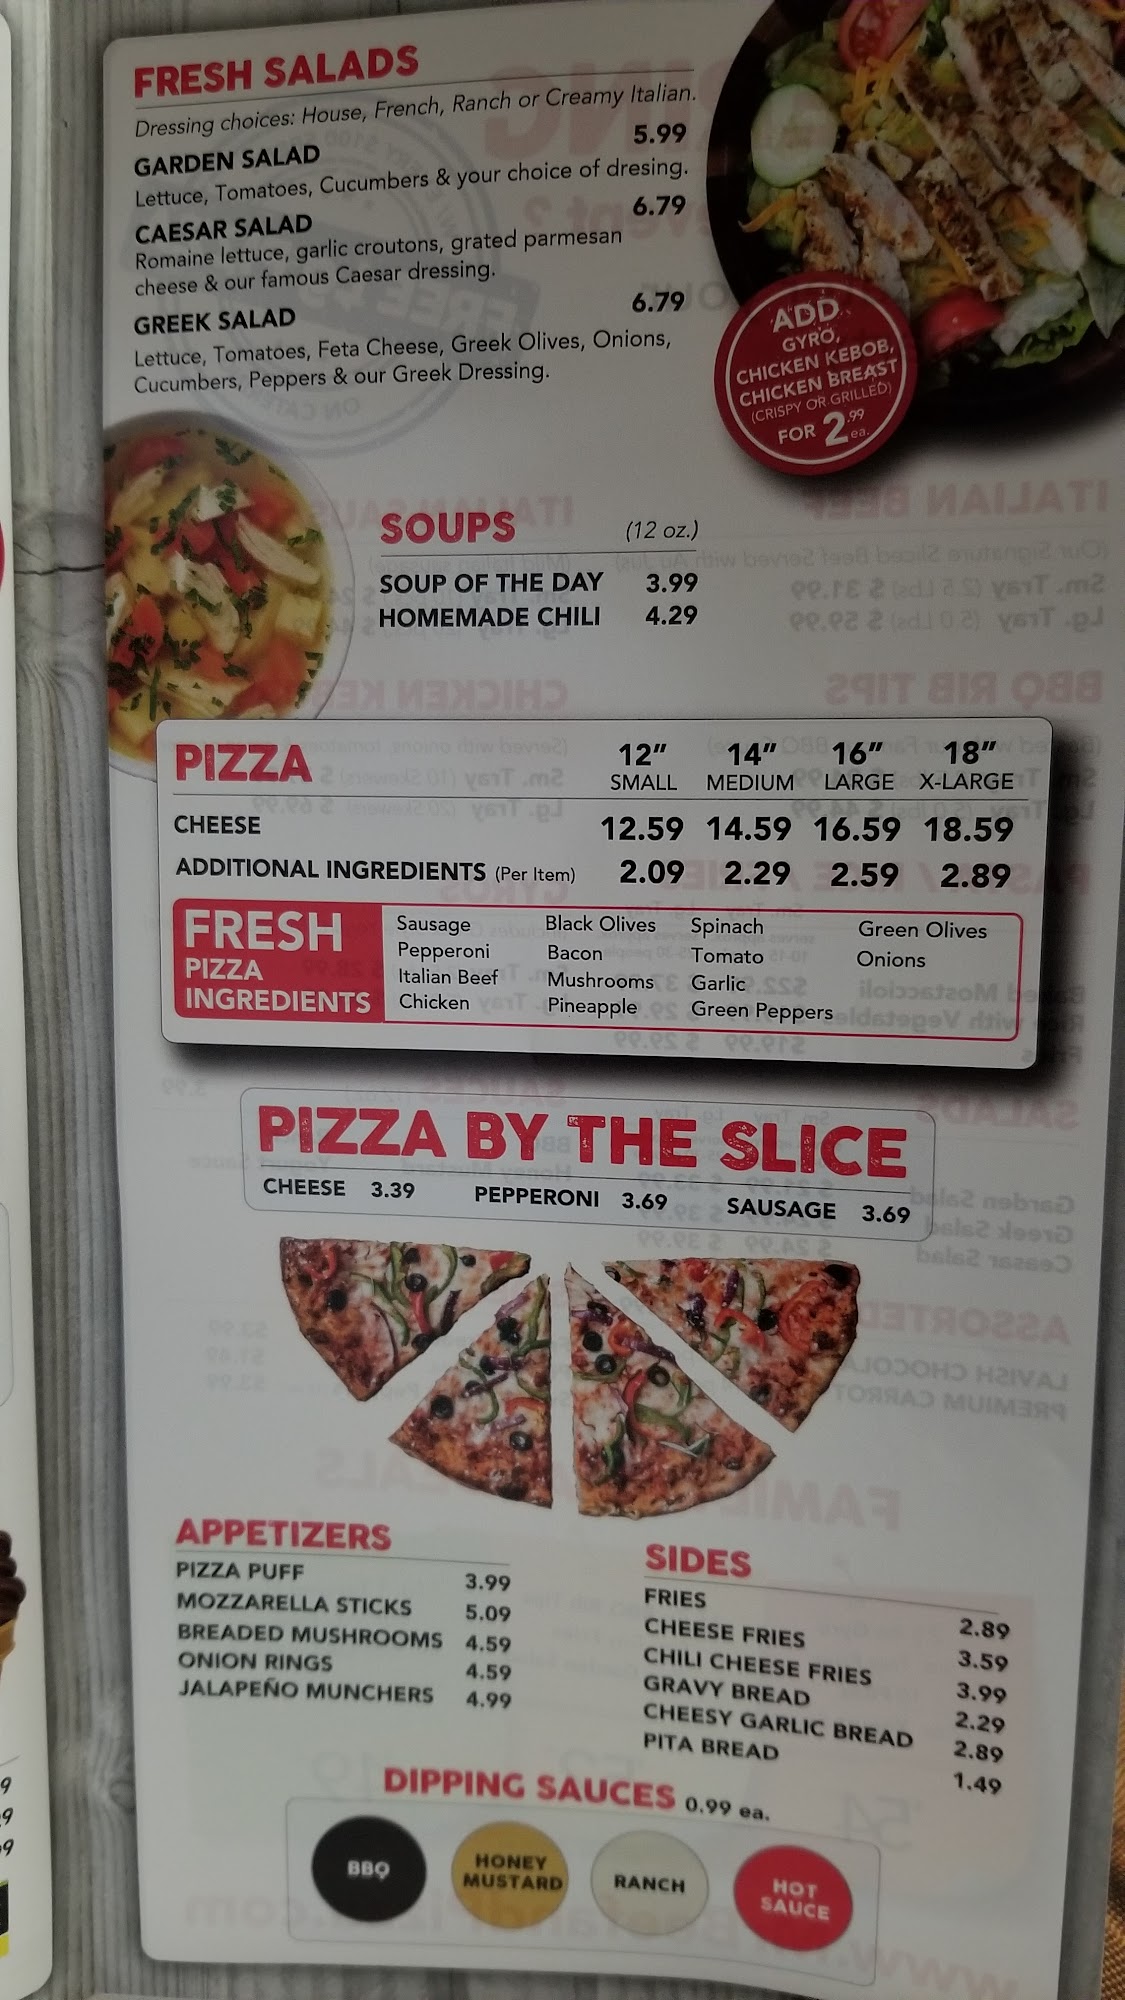 FRESH SALADS
Dressing choices: House, French, Ranch or Creamy Italian.
GARDEN SALAD 5.99
Lettuce, Tomatoes, Cucumbers & your choice of dresing.
CAESAR SALAD 6.79
Romaine lettuce, garlic croutons, grated parmesan
cheese & our famous Caesar dressing.
GREEK SALAD 6.79
Lettuce, Tomatoes, Feta Cheese, Greek Olives, Onions,
Cucumbers, Peppers & our Greek Dressing.
ADD
GYRO,
CHICKEN KEBOB,
CHICKEN BREAST
(CRISPY OR GRILLED)
FOR 2.99 ea.
SOUPS (12 oz.)
SOUP OF THE DAY 3.99
HOMEMADE CHILI 4.29
PIZZA 12" 14" 16" 18"
SMALL MEDIUM LARGE X-LARGE
CHEESE 12.59 14.59 16.59 18.59
ADDITIONAL INGREDIENTS (Per Item) 2.09 2.29 2.59 2.89
FRESH
PIZZA
INGREDIENTS
Sausage Black Olives Spinach Green Olives
Pepperoni Bacon Tomato Onions
Italian Beef Mushrooms Garlic
Chicken Pineapple Green Peppers
PIZZA BY THE SLICE
CHEESE 3.39 PEPPERONI 3.69 SAUSAGE 3.69
APPETIZERS
PIZZA PUFF 3.99
MOZZARELLA STICKS 5.09
BREADED MUSHROOMS 4.59
ONION RINGS 4.59
JALAPEÑO MUNCHERS 4.99
SIDES
FRIES 2.89
CHEESE FRIES 3.59
CHILI CHEESE FRIES 3.99
GRAVY BREAD 2.29
CHEESY GARLIC BREAD 2.89
PITA BREAD 1.49
DIPPING SAUCES 0.99 ea.
BBQ
HONEY
MUSTARD
RANCH
HOT
SAUCE